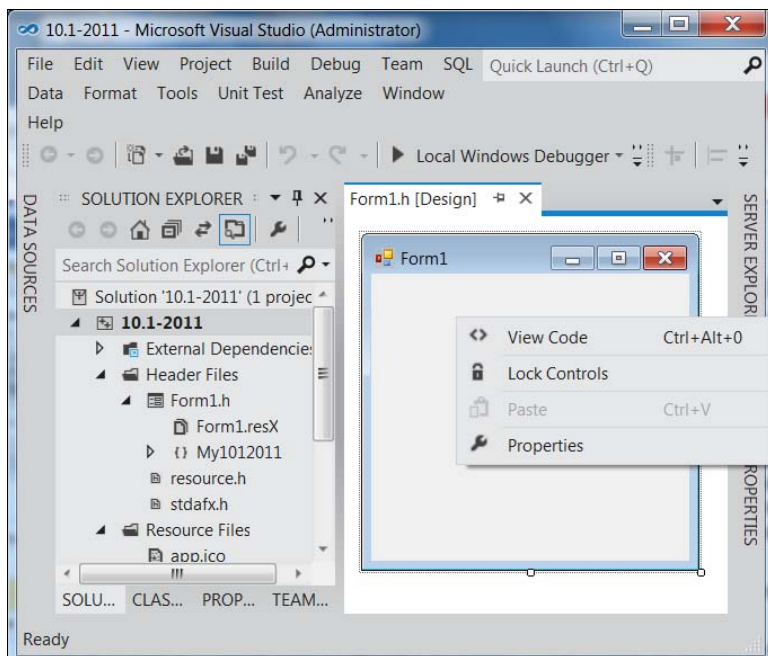 10.1-2011 - Microsoft Visual Studio (Administrator)
File Edit View Project Build Debug Team SQL Quick Launch (Ctrl+Q)
Data Format Tools Unit Test Analyze Window
Help
Local Windows Debugger
DATA SOURCES
SOLUTION EXPLORER
Search Solution Explorer (Ctrl+
Solution '10.1-2011' (1 projec
10.1-2011
External Dependencie
Header Files
Form1.h
Form1.resX
My1012011
resource.h
stdafx.h
Resource Files
app.ico
SOLU... CLAS... PROP... TEAM...
Form1.h [Design]
Form1
View Code Ctrl+Alt+0
Lock Controls
Paste Ctrl+V
Properties
SERVER EXPLOR
ROPERTIES
Ready